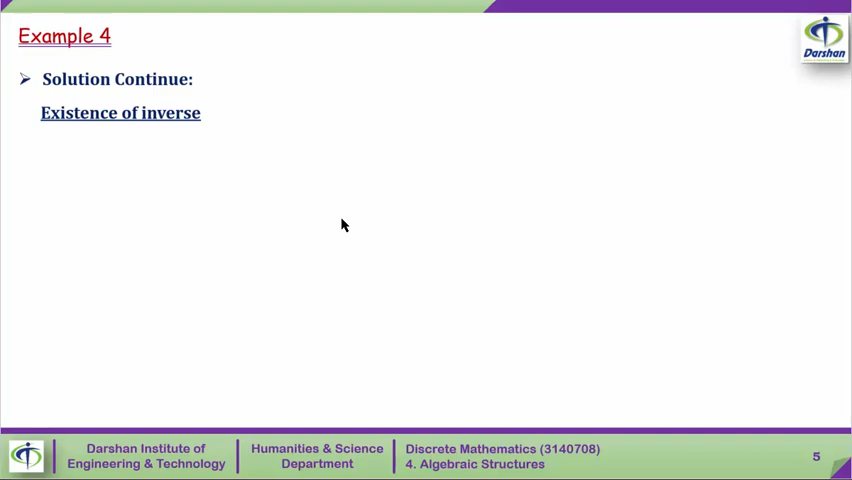 Example 4
Darshan
➢ Solution Continue:
Existence of inverse
Darshan Institute of
Engineering & Technology
Humanities & Science
Department
Discrete Mathematics (3140708)
4. Algebraic Structures
5